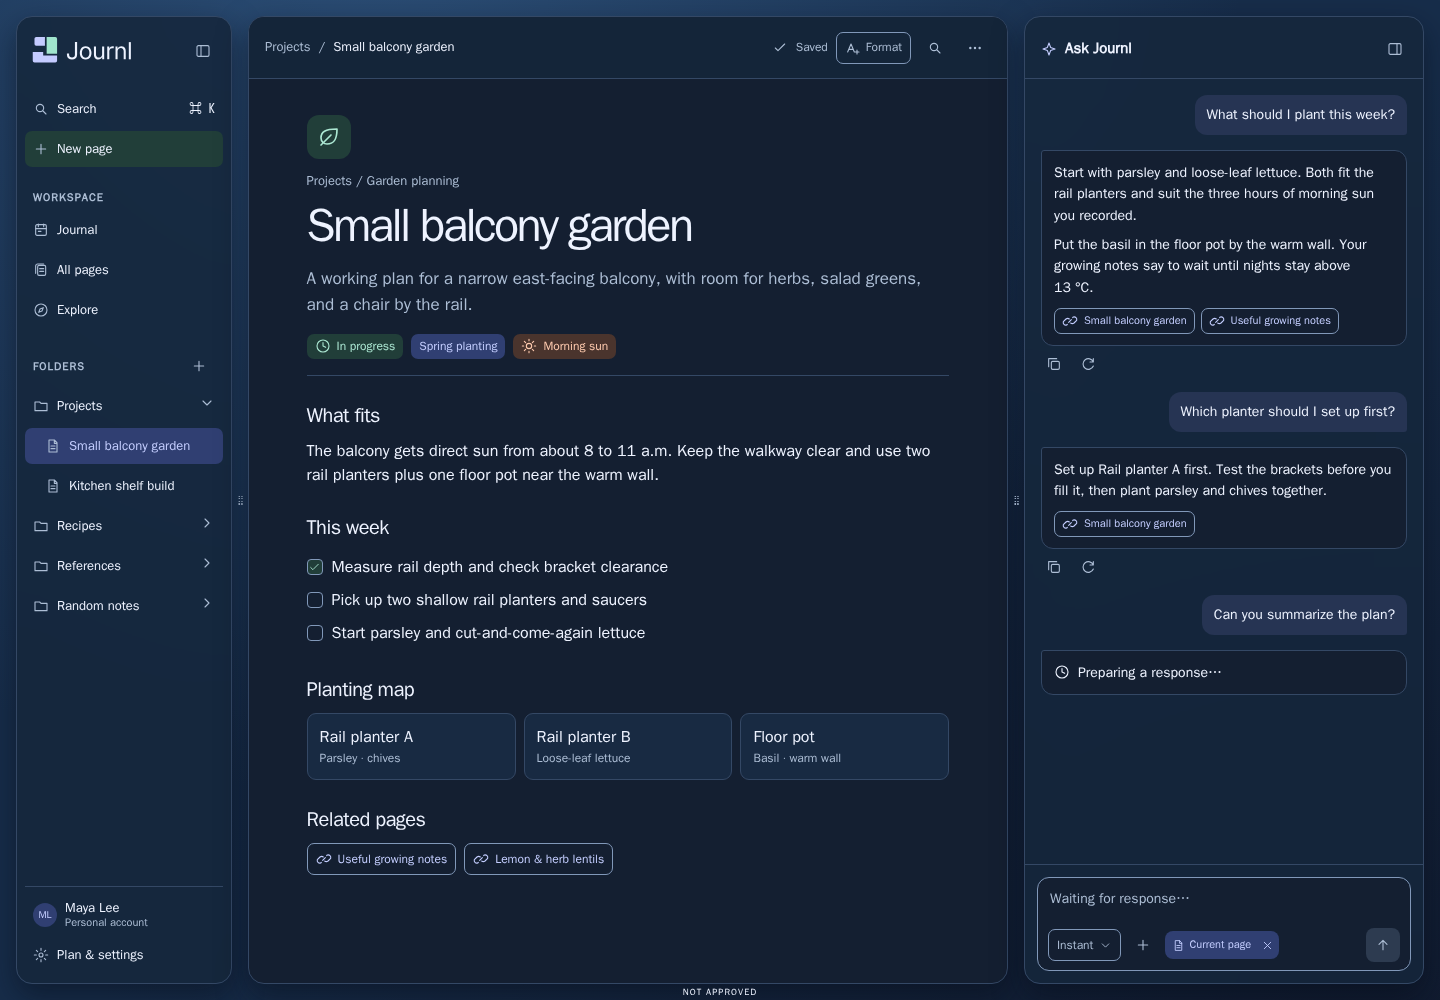 Journl
Search ⌘ K
New page
WORKSPACE
Journal
All pages
Explore
FOLDERS
Projects
Small balcony garden
Kitchen shelf build
Recipes
References
Random notes
ML
Maya Lee
Personal account
Plan & settings
Projects / Small balcony garden
Saved
Format
Projects / Garden planning
Small balcony garden
A working plan for a narrow east-facing balcony, with room for herbs, salad greens,
and a chair by the rail.
In progress
Spring planting
Morning sun
What fits
The balcony gets direct sun from about 8 to 11 a.m. Keep the walkway clear and use two
rail planters plus one floor pot near the warm wall.
This week
Measure rail depth and check bracket clearance
Pick up two shallow rail planters and saucers
Start parsley and cut-and-come-again lettuce
Planting map
Rail planter A
Parsley · chives
Rail planter B
Loose-leaf lettuce
Floor pot
Basil · warm wall
Related pages
Useful growing notes
Lemon & herb lentils
Ask Journl
What should I plant this week?
Start with parsley and loose-leaf lettuce. Both fit the
rail planters and suit the three hours of morning sun
you recorded.
Put the basil in the floor pot by the warm wall. Your
growing notes say to wait until nights stay above
13 °C.
Small balcony garden
Useful growing notes
Which planter should I set up first?
Set up Rail planter A first. Test the brackets before you
fill it, then plant parsley and chives together.
Small balcony garden
Can you summarize the plan?
Preparing a response…
Waiting for response…
Instant
Current page
NOT APPROVED